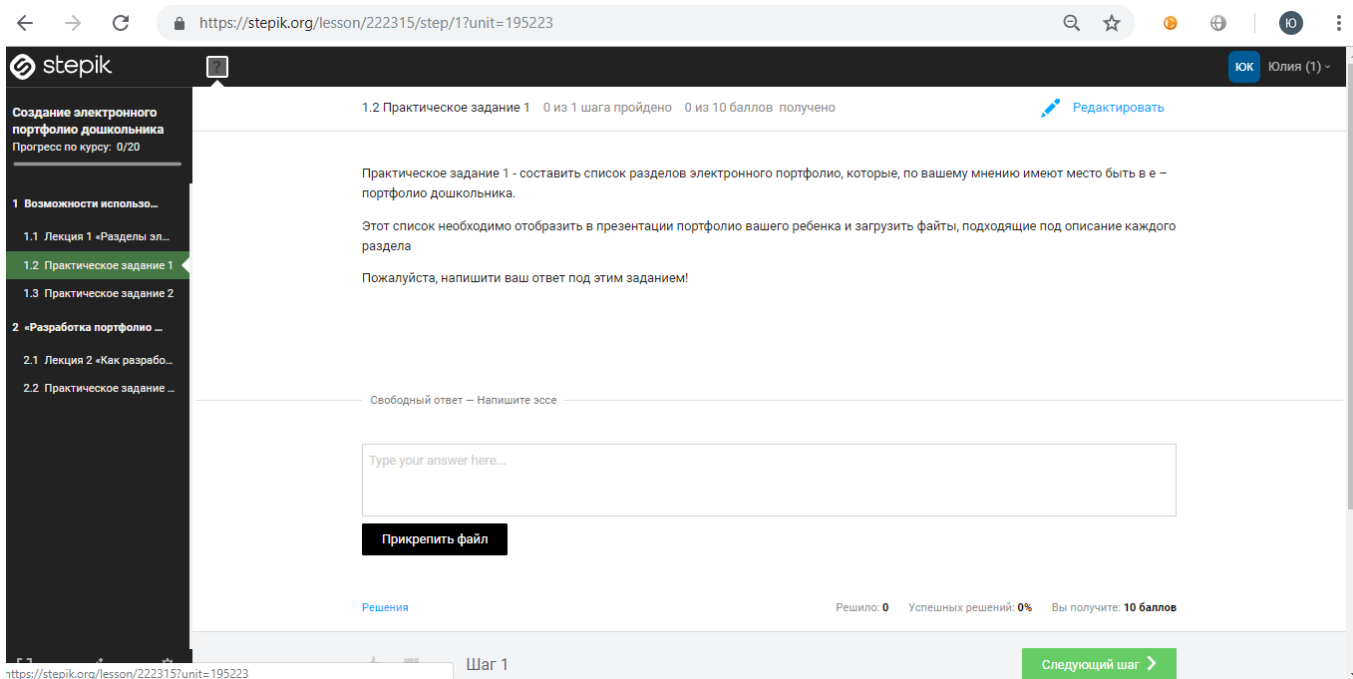 https://stepik.org/lesson/222315/step/1?unit=195223
Ю
stepik
?
ЮК Юлия (1)
Создание электронного
портфолио дошкольника
Прогресс по курсу: 0/20
1 Возможности использо...
1.1 Лекция 1 «Разделы эл...
1.2 Практическое задание 1
1.3 Практическое задание 2
2 «Разработка портфолио ...
2.1 Лекция 2 «Как разрабо...
2.2 Практическое задание ...
1.2 Практическое задание 1 0 из 1 шага пройдено 0 из 10 баллов получено
Редактировать
Практическое задание 1 - составить список разделов электронного портфолио, которые, по вашему мнению имеют место быть в е –
портфолио дошкольника.
Этот список необходимо отобразить в презентации портфолио вашего ребенка и загрузить файты, подходящие под описание каждого
раздела
Пожалуйста, напишити ваш ответ под этим заданием!
Свободный ответ — Напишите эссе
Type your answer here...
Прикрепить файл
Решения
Решило: 0 Успешных решений: 0% Вы получите: 10 баллов
Шаг 1
Следующий шаг
https://stepik.org/lesson/222315?unit=195223